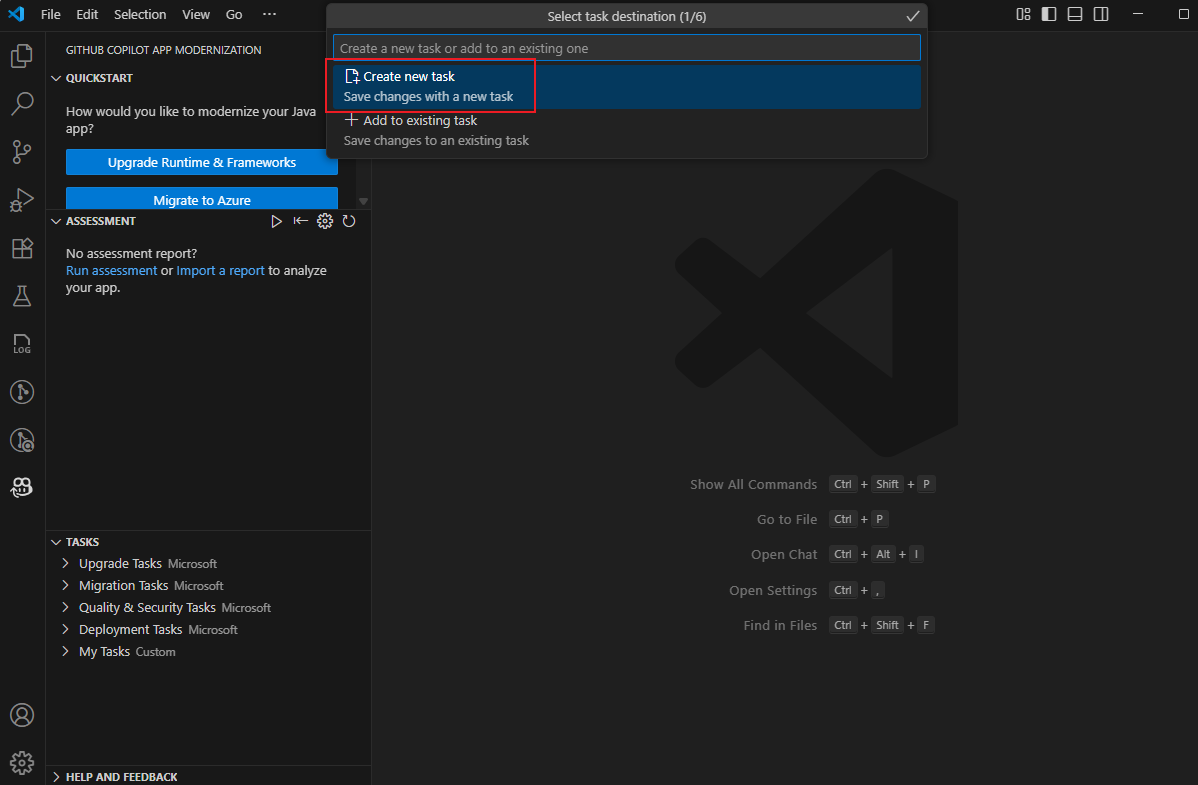 File Edit Selection View Go ···
Select task destination (1/6)
Create a new task or add to an existing one
Create new task
Save changes with a new task
Add to existing task
Save changes to an existing task
GITHUB COPILOT APP MODERNIZATION
QUICKSTART
How would you like to modernize your Java
app?
Upgrade Runtime & Frameworks
Migrate to Azure
ASSESSMENT
No assessment report?
Run assessment or Import a report to analyze
your app.
LOG
TASKS
Upgrade Tasks Microsoft
Migration Tasks Microsoft
Quality & Security Tasks Microsoft
Deployment Tasks Microsoft
My Tasks Custom
HELP AND FEEDBACK
Show All Commands Ctrl + Shift + P
Go to File Ctrl + P
Open Chat Ctrl + Alt + I
Open Settings Ctrl + ,
Find in Files Ctrl + Shift + F